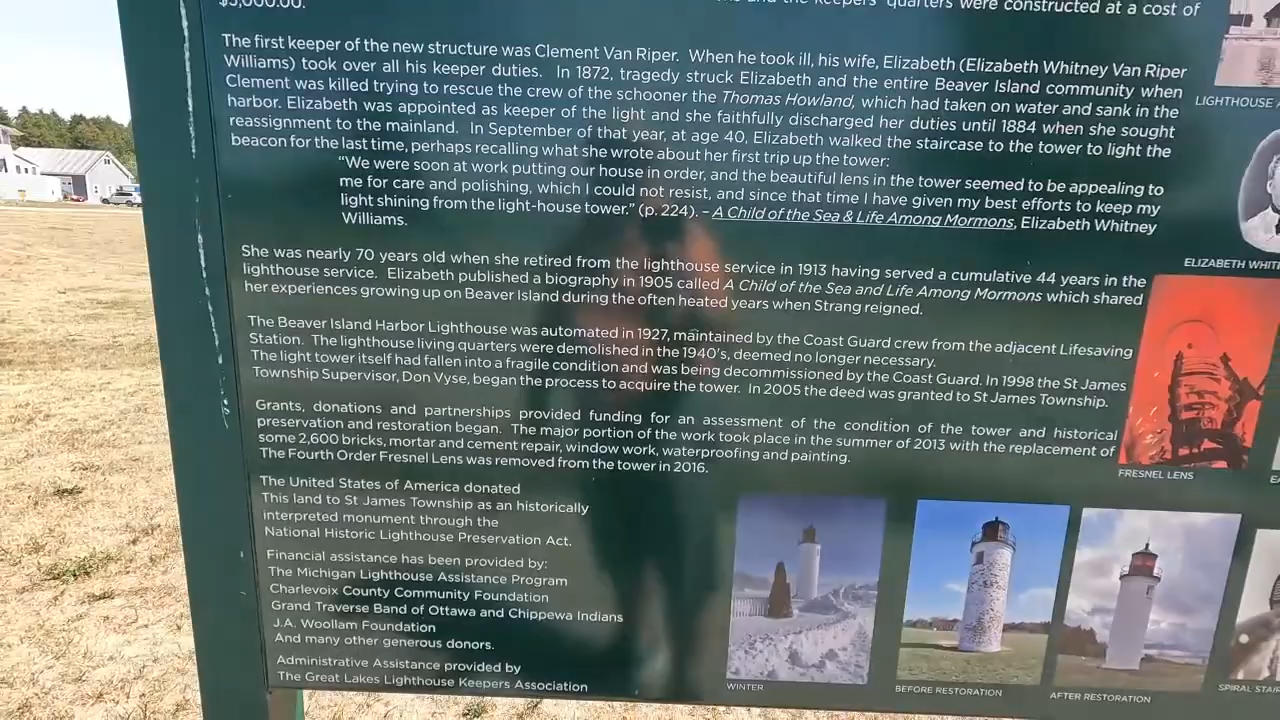 and the keepers' quarters were constructed at a cost of
$3,000.00.
The first keeper of the new structure was Clement Van Riper. When he took ill, his wife, Elizabeth (Elizabeth Whitney Van Riper
Williams) took over all his keeper duties. In 1872, tragedy struck Elizabeth and the entire Beaver Island community when
Clement was killed trying to rescue the crew of the schooner the Thomas Howland, which had taken on water and sank in the
harbor. Elizabeth was appointed as keeper of the light and she faithfully discharged her duties until 1884 when she sought
reassignment to the mainland. In September of that year, at age 40, Elizabeth walked the staircase to the tower to light the
beacon for the last time, perhaps recalling what she wrote about her first trip up the tower:
“We were soon at work putting our house in order, and the beautiful lens in the tower seemed to be appealing to
me for care and polishing, which I could not resist, and since that time I have given my best efforts to keep my
light shining from the light-house tower.” (p. 224). – A Child of the Sea & Life Among Mormons, Elizabeth Whitney
Williams.
She was nearly 70 years old when she retired from the lighthouse service in 1913 having served a cumulative 44 years in the
lighthouse service. Elizabeth published a biography in 1905 called A Child of the Sea and Life Among Mormons which shared
her experiences growing up on Beaver Island during the often heated years when Strang reigned.
The Beaver Island Harbor Lighthouse was automated in 1927, maintained by the Coast Guard crew from the adjacent Lifesaving
Station. The lighthouse living quarters were demolished in the 1940's, deemed no longer necessary.
The light tower itself had fallen into a fragile condition and was being decommissioned by the Coast Guard. In 1998 the St James
Township Supervisor, Don Vyse, began the process to acquire the tower. In 2005 the deed was granted to St James Township.
Grants, donations and partnerships provided funding for an assessment of the condition of the tower and historical
preservation and restoration began. The major portion of the work took place in the summer of 2013 with the replacement of
some 2,600 bricks, mortar and cement repair, window work, waterproofing and painting.
The Fourth Order Fresnel Lens was removed from the tower in 2016.
The United States of America donated
This land to St James Township as an historically
interpreted monument through the
National Historic Lighthouse Preservation Act.
Financial assistance has been provided by:
The Michigan Lighthouse Assistance Program
Charlevoix County Community Foundation
Grand Traverse Band of Ottawa and Chippewa Indians
J.A. Woollam Foundation
And many other generous donors.
Administrative Assistance provided by
The Great Lakes Lighthouse Keepers Association
LIGHTHOUSE
ELIZABETH WHIT
FRESNEL LENS
WINTER
BEFORE RESTORATION
AFTER RESTORATION
SPIRAL STAI